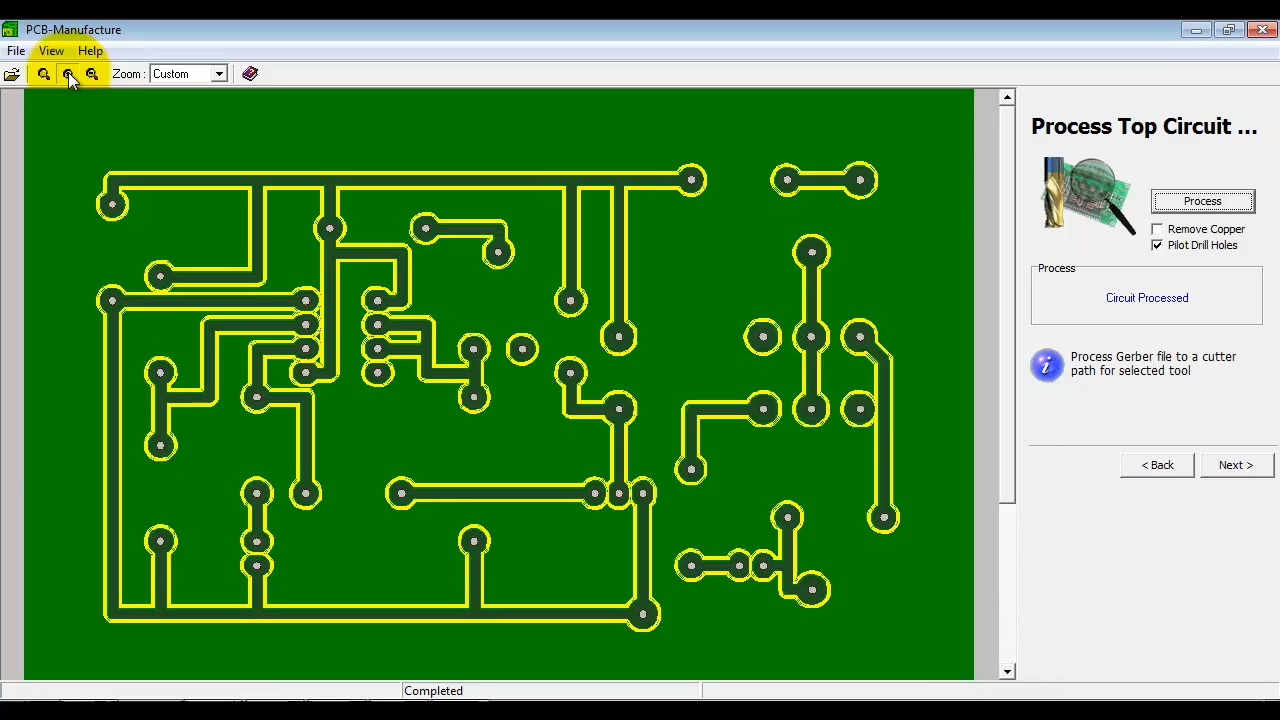 PCB-Manufacture
File View Help
Zoom : Custom
Process Top Circuit ...
Process
Remove Copper
Pilot Drill Holes
Process
Circuit Processed
Process Gerber file to a cutter
path for selected tool
< Back Next >
Completed